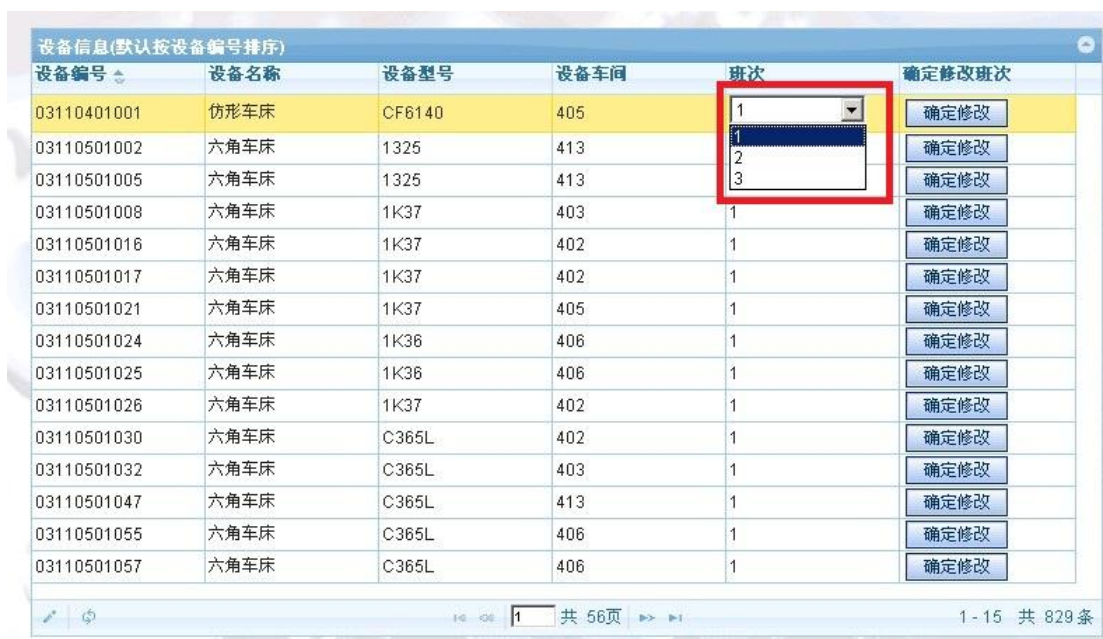 设备信息(默认按设备编号排序)
设备编号 设备名称 设备型号 设备车间 班次 确定修改班次
03110401001 仿形车床 CF6140 405 1 确定修改
1
03110501002 六角车床 1325 413 确定修改
2
03110501005 六角车床 1325 413 3 确定修改
03110501008 六角车床 1K37 403 1 确定修改
03110501016 六角车床 1K37 402 1 确定修改
03110501017 六角车床 1K37 402 1 确定修改
03110501021 六角车床 1K37 405 1 确定修改
03110501024 六角车床 1K36 406 1 确定修改
03110501025 六角车床 1K36 406 1 确定修改
03110501026 六角车床 1K37 402 1 确定修改
03110501030 六角车床 C365L 402 1 确定修改
03110501032 六角车床 C365L 403 1 确定修改
03110501047 六角车床 C365L 413 1 确定修改
03110501055 六角车床 C365L 406 1 确定修改
03110501057 六角车床 C365L 406 1 确定修改
1 共 56页 1 - 15 共 829 条